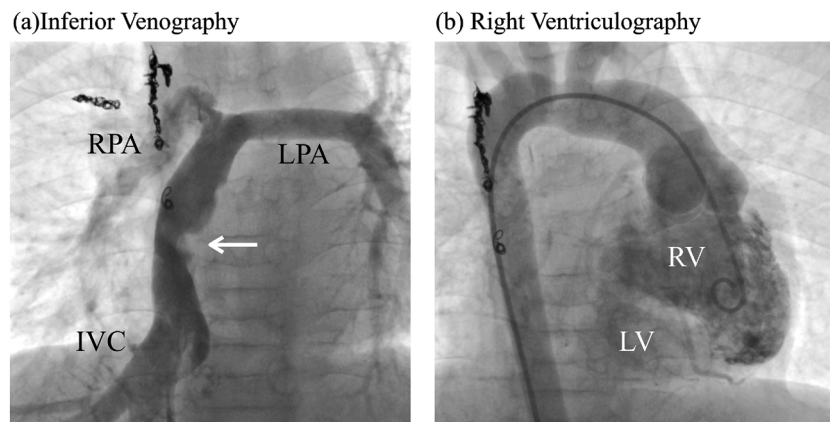 (a)Inferior Venography
RPA
LPA
IVC
(b) Right Ventriculography
RV
LV